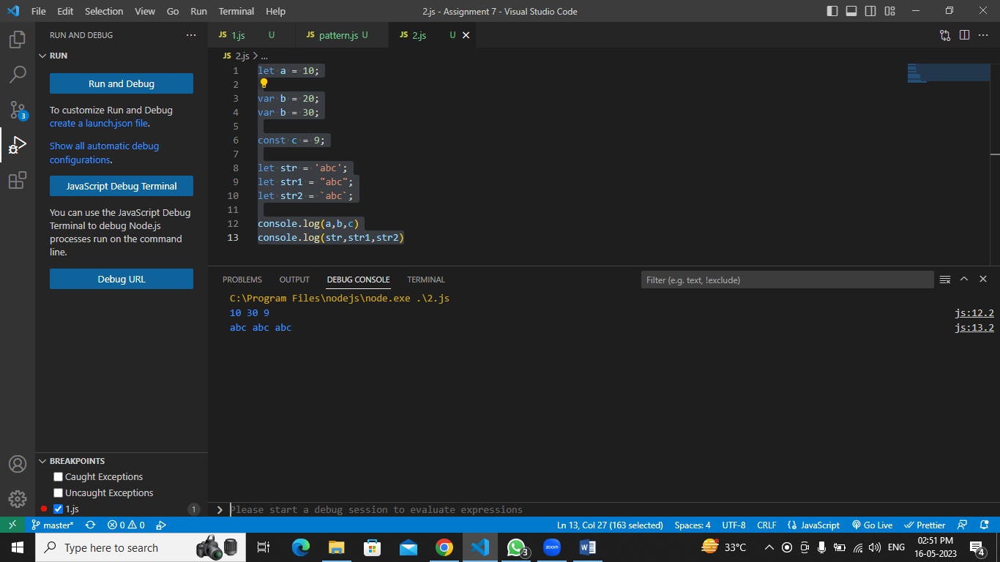 File Edit Selection View Go Run Terminal Help 2.js - Assignment 7 - Visual Studio Code
RUN AND DEBUG ...
RUN
Run and Debug
To customize Run and Debug
create a launch.json file.
Show all automatic debug
configurations.
JavaScript Debug Terminal
You can use the JavaScript Debug
Terminal to debug Node.js
processes run on the command
line.
Debug URL
3
BREAKPOINTS
Caught Exceptions
Uncaught Exceptions
1.js 1
JS 1.js U JS pattern.js U JS 2.js U
JS 2.js > ...
1 let a = 10;
2
3 var b = 20;
4 var b = 30;
5
6 const c = 9;
7
8 let str = 'abc';
9 let str1 = "abc";
10 let str2 = `abc`;
11
12 console.log(a,b,c)
13 console.log(str,str1,str2)
PROBLEMS OUTPUT DEBUG CONSOLE TERMINAL Filter (e.g. text, !exclude)
C:\Program Files\nodejs\node.exe .\2.js
10 30 9 js:12.2
abc abc abc js:13.2
> Please start a debug session to evaluate expressions
master* 0 0 Ln 13, Col 27 (163 selected) Spaces: 4 UTF-8 CRLF {} JavaScript Go Live Prettier
Type here to search 3 zoom W 33°C ENG 02:51 PM
16-05-2023 4